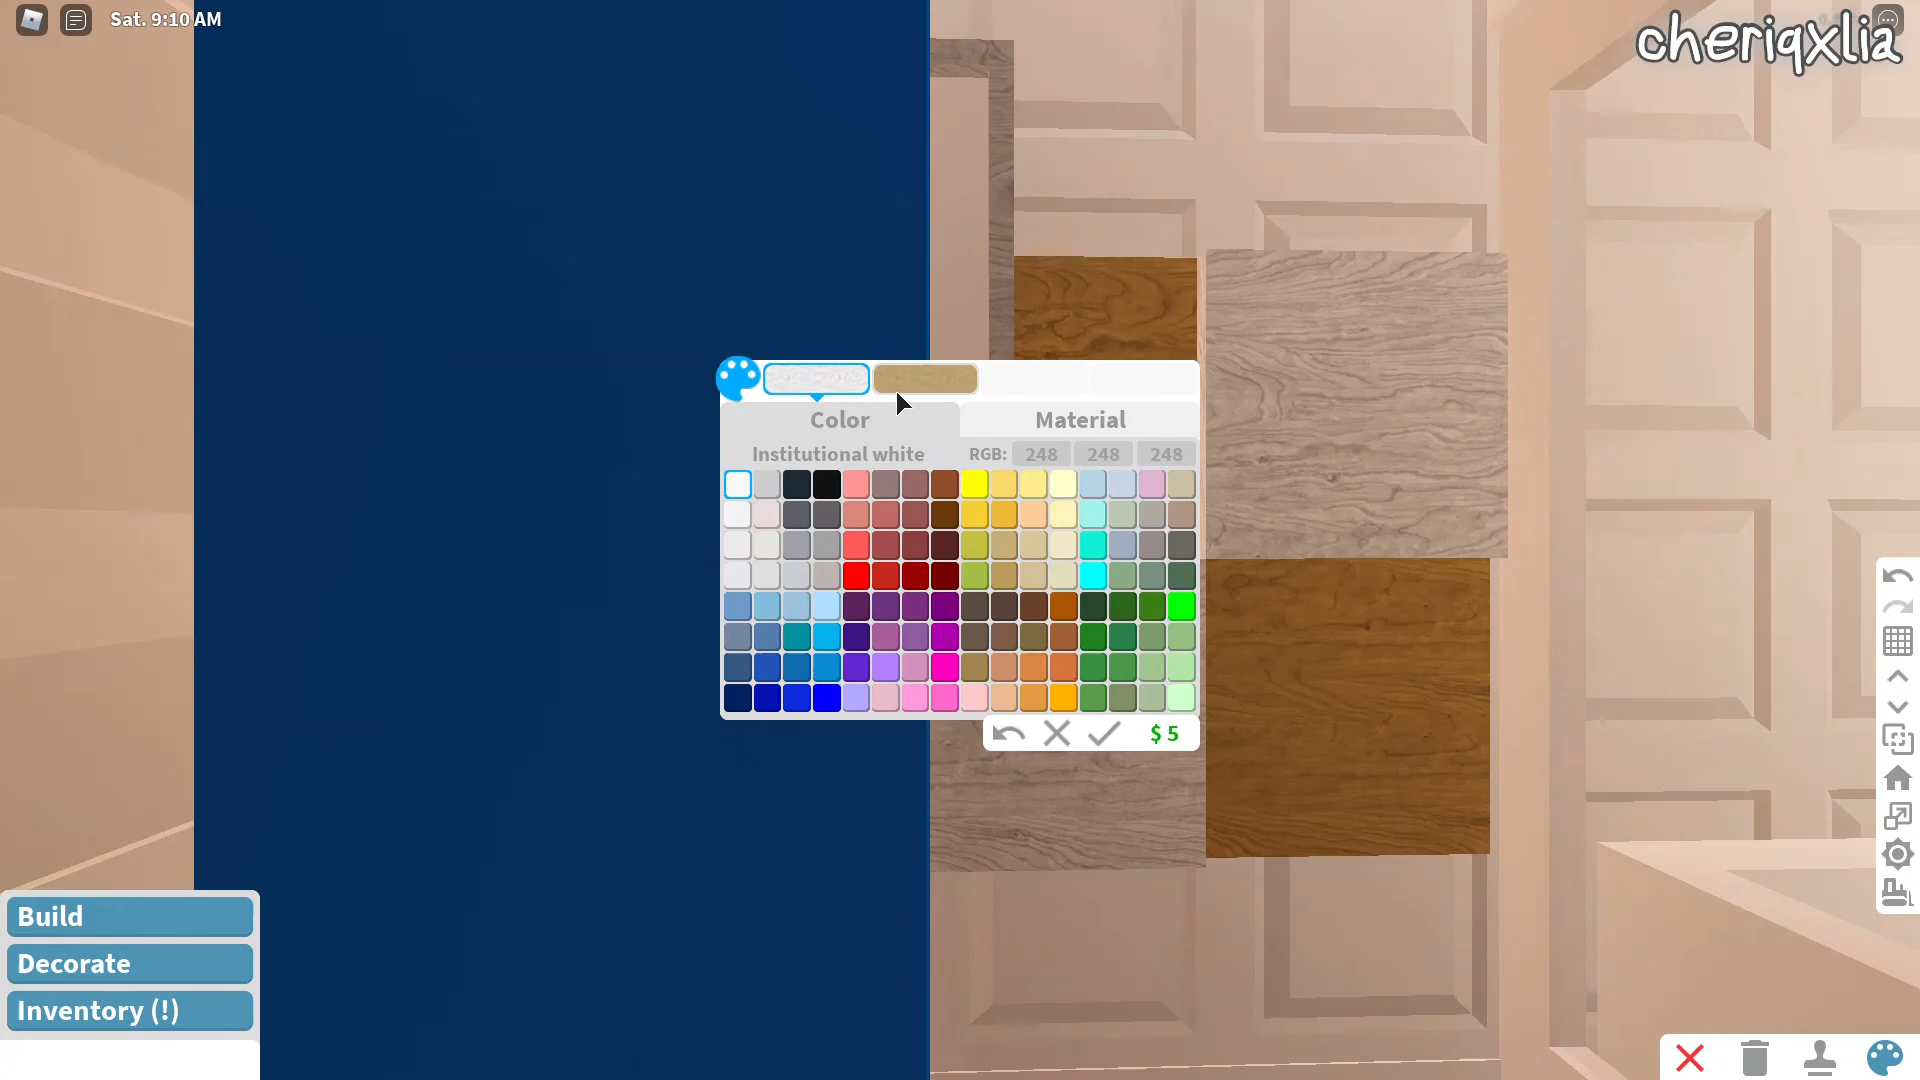 Sat. 9:10 AM
cheriqxlia
Color
Material
Institutional white
RGB: 248 248 248
$ 5
Build
Decorate
Inventory (!)